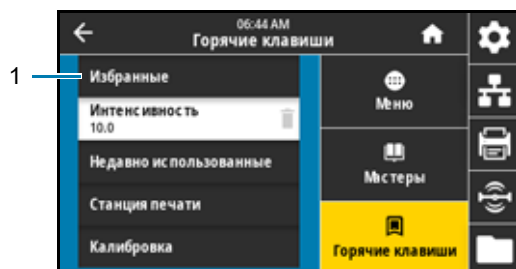 06:44 AM
Горячие клавиши
1
Избранные
Интенсивность
10.0
Недавно использованные
Станция печати
Калибровка
Меню
Мастеры
Горячие клавиши